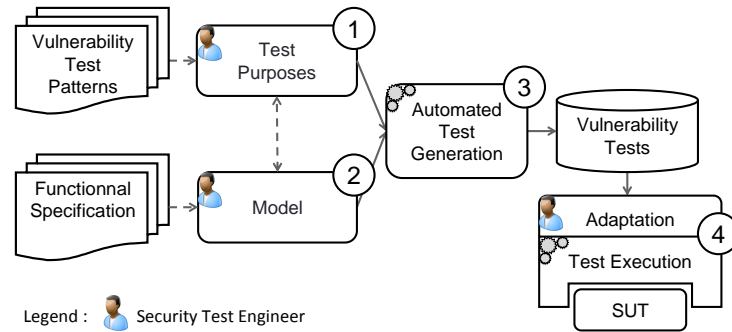 Vulnerability
Test
Patterns
Test
Purposes
1
Automated
Test
Generation
3
Vulnerability
Tests
Functionnal
Specification
Model
2
Adaptation
Test Execution
4
SUT
Legend : Security Test Engineer